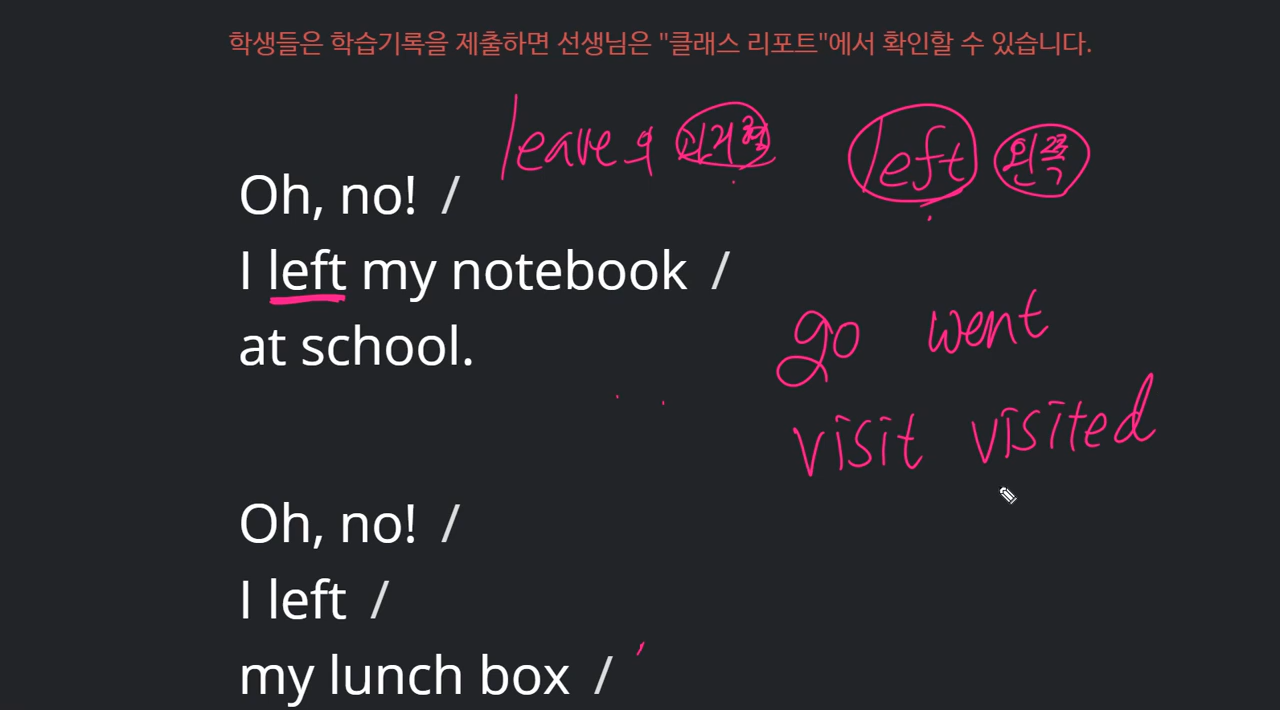 학생들은 학습기록을 제출하면 선생님은 "클래스 리포트"에서 확인할 수 있습니다.
leave의 과거형 left 왼쪽
Oh, no! /
I left my notebook /
at school.
go went
visit visited
Oh, no! /
I left /
my lunch box /